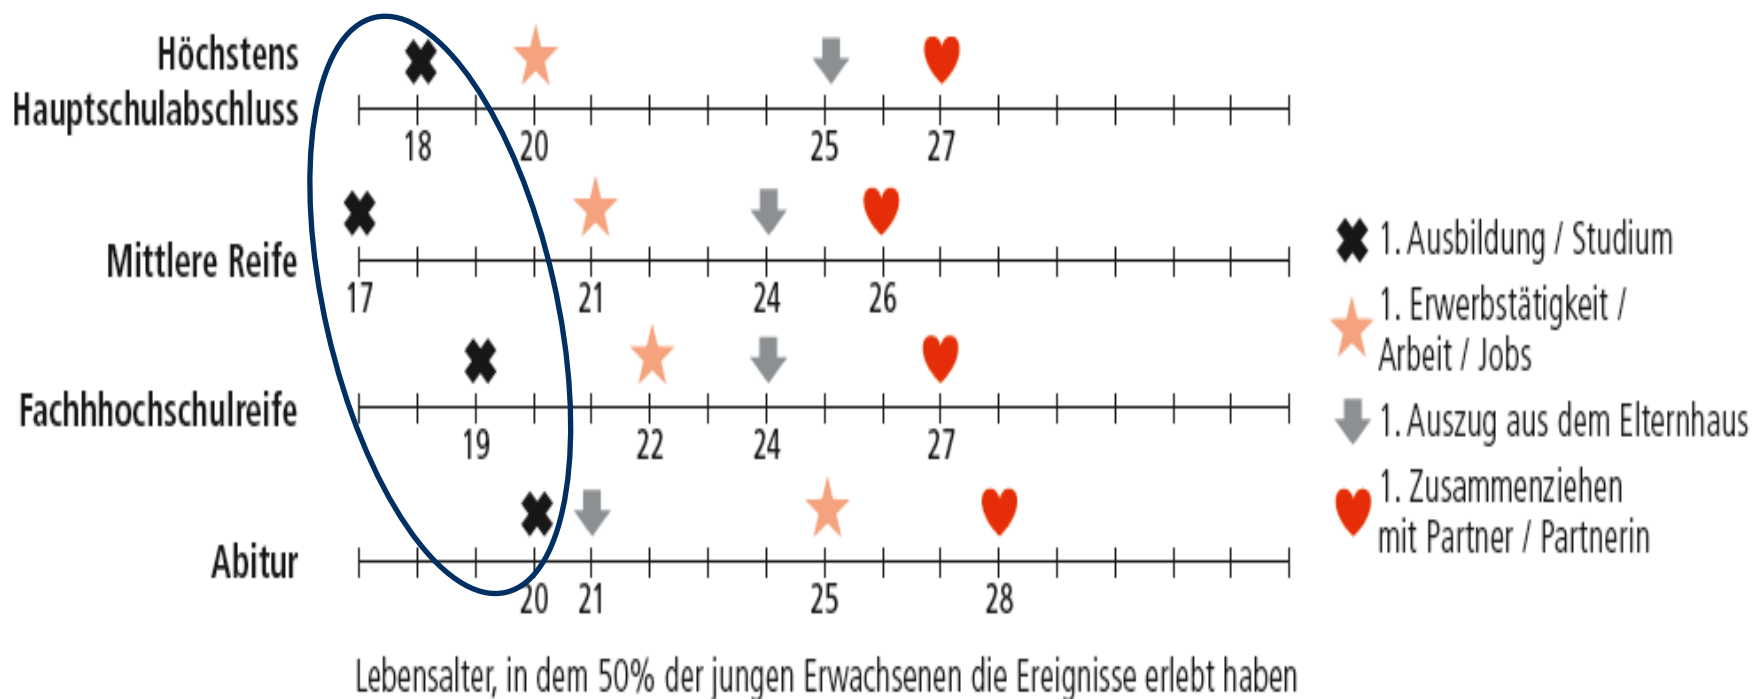 Höchstens
Hauptschulabschluss
18 20 25 27
Mittlere Reife
17 21 24 26
Fachhhochschulreife
19 22 24 27
Abitur
20 21 25 28
Lebensalter, in dem 50% der jungen Erwachsenen die Ereignisse erlebt haben
1. Ausbildung / Studium
1. Erwerbstätigkeit /
Arbeit / Jobs
1. Auszug aus dem Elternhaus
1. Zusammenziehen
mit Partner / Partnerin